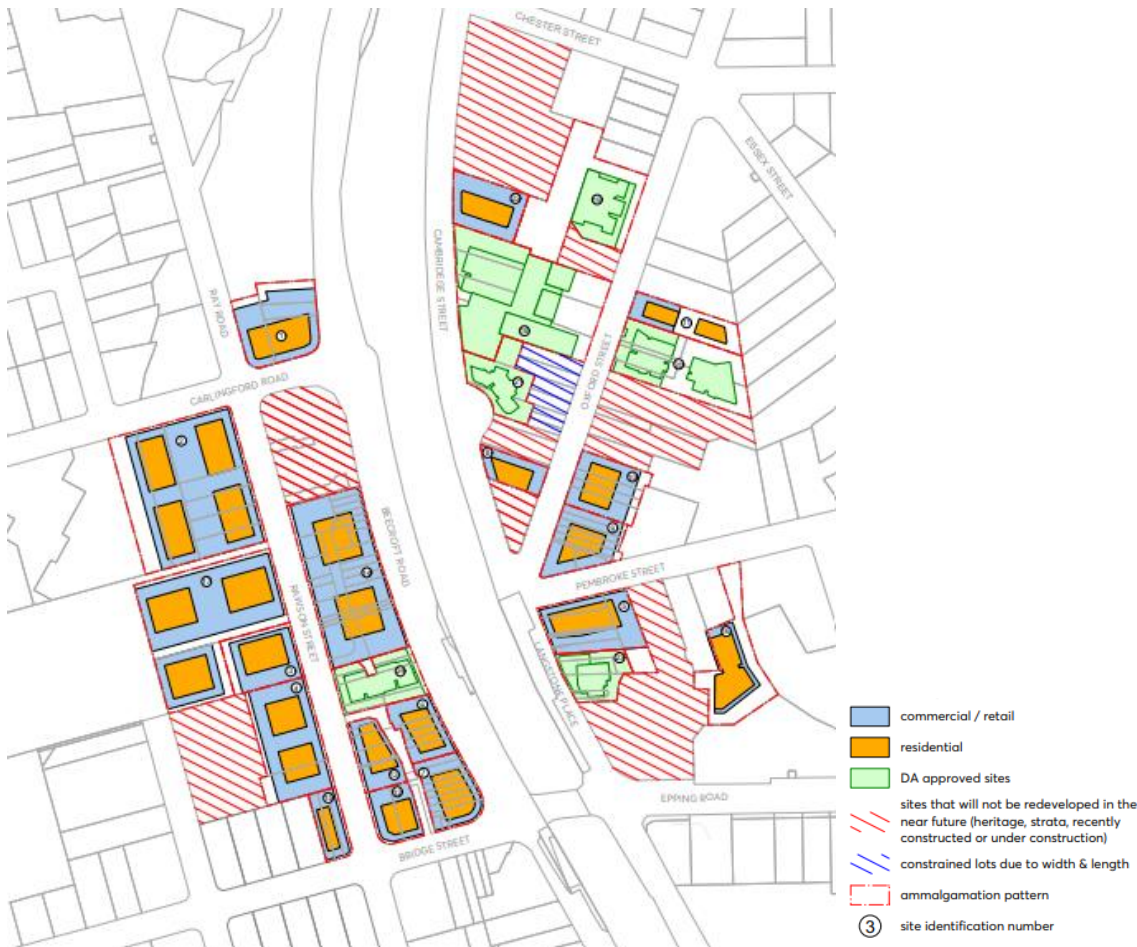 CHESTER STREET
ESSEX STREET
CAMBRIDEGE STREET
RAY ROAD
OXFORD STREET
CARLINGFORD ROAD
BEECROFT ROAD
PEMBROKE STREET
RAWSON STREET
LANGSTONE PLACE
EPPING ROAD
BRIDGE STREET
commercial / retail
residential
DA approved sites
sites that will not be redeveloped in the
near future (heritage, strata, recently
constructed or under construction)
constrained lots due to width & length
ammalgamation pattern
3 site identification number